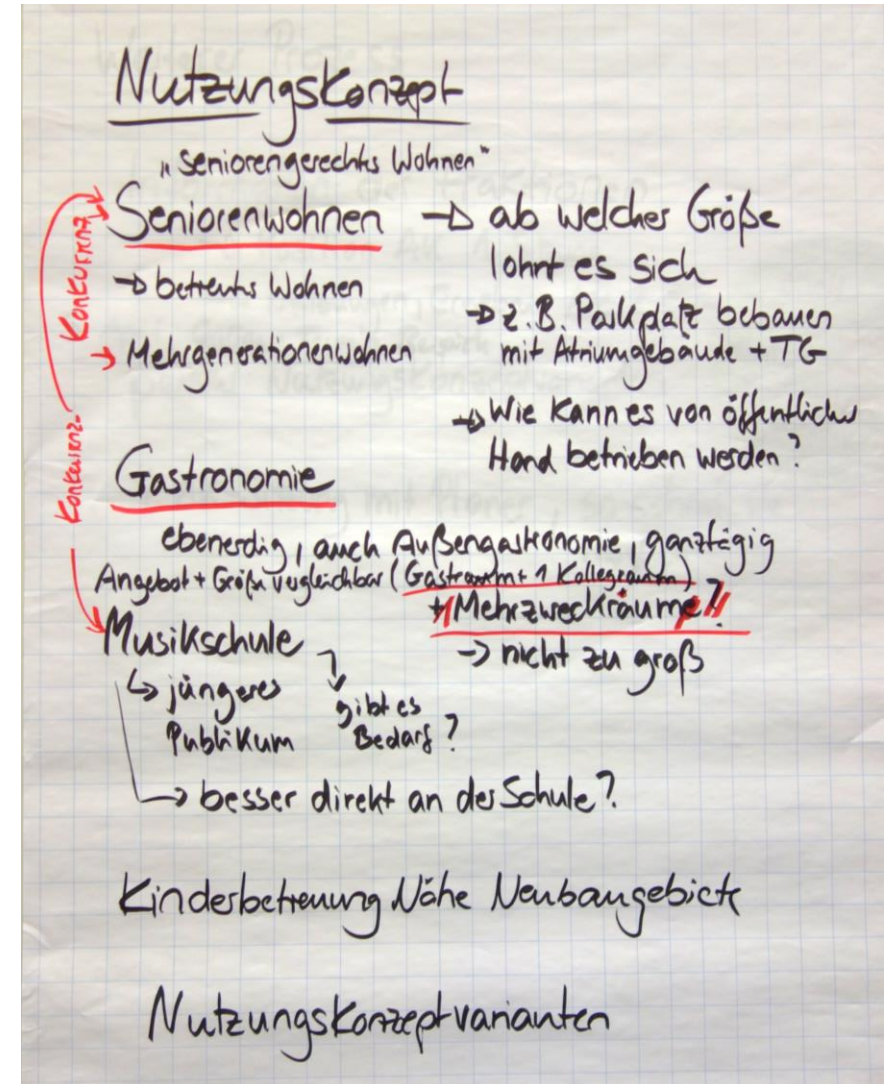 Nutzungskonzept
„Seniorengerechtes Wohnen"
Seniorenwohnen → ab welcher Größe
lohnt es sich
→ betreutes Wohnen
→ z.B. Parkplatz bebauen
mit Atriumgebäude + TG
→ Mehrgenerationenwohnen
→ Wie kann es von öffentlicher
Hand betrieben werden?
Konkurrenz
Konkurrenz
Gastronomie
ebenerdig, auch Außengastronomie, ganztägig
Angebot + Größe vergleichbar (Gastraum + 1 Kollegraum)
+ Mehrzweckräume?
→ nicht zu groß
Musikschule
↳ jüngeres
Publikum
gibt es
Bedarf?
→ besser direkt an der Schule?
Kinderbetreuung Nähe Neubaugebiete
Nutzungskonzeptvarianten